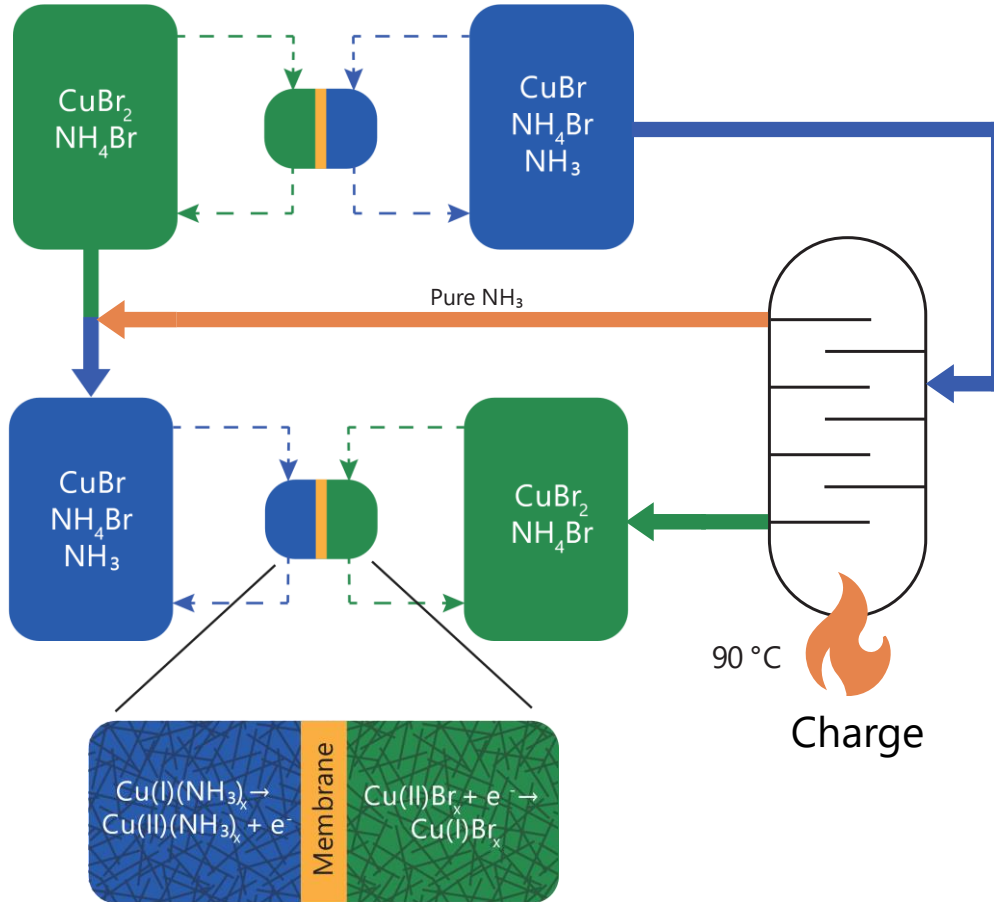 CuBr₂
NH₄Br
CuBr
NH₄Br
NH₃
Pure NH₃
CuBr
NH₄Br
NH₃
CuBr₂
NH₄Br
90 °C
Charge
Cu(I)(NH₃)ₓ→
Cu(II)(NH₃)ₓ + e⁻
Membrane
Cu(II)Brₓ + e⁻→
Cu(I)Brₓ